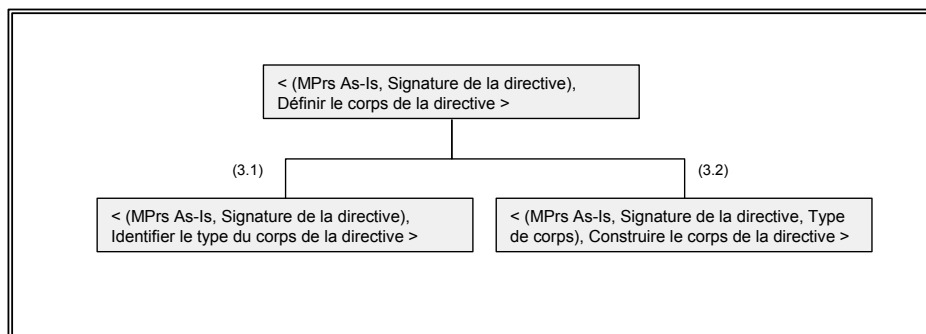 < (MPrs As-Is, Signature de la directive),
Définir le corps de la directive >
(3.1)
(3.2)
< (MPrs As-Is, Signature de la directive),
Identifier le type du corps de la directive >
< (MPrs As-Is, Signature de la directive, Type
de corps), Construire le corps de la directive >